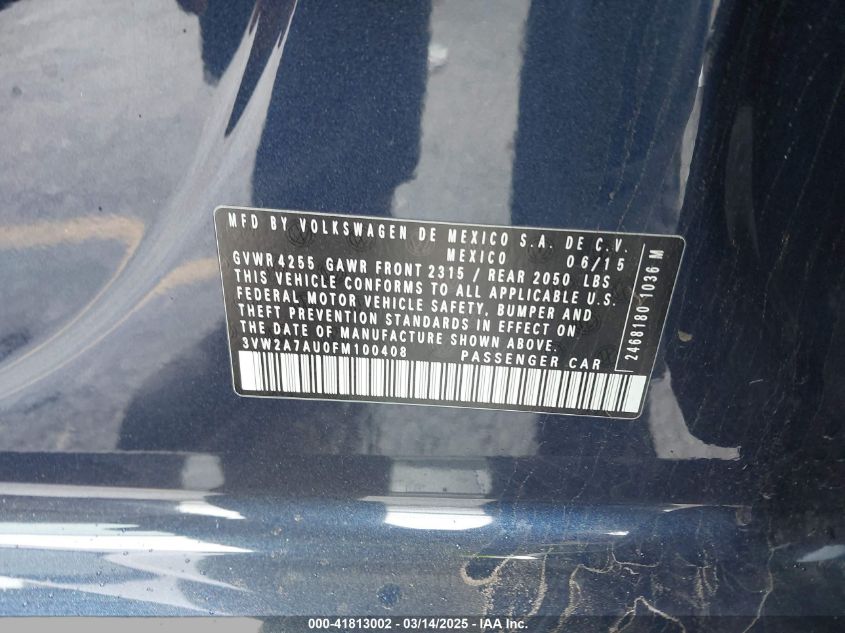 MFD BY VOLKSWAGEN DE MEXICO S.A. DE C.V.
MEXICO 06/15
GVWR 4255 GAWR FRONT 2315 / REAR 2050 LBS
THIS VEHICLE CONFORMS TO ALL APPLICABLE U.S.
FEDERAL MOTOR VEHICLE SAFETY, BUMPER AND
THEFT PREVENTION STANDARDS IN EFFECT ON
THE DATE OF MANUFACTURE SHOWN ABOVE.
3VW2A7AU0FM100408 PASSENGER CAR
2468180 1036 M
000-41813002 - 03/14/2025 - IAA Inc.